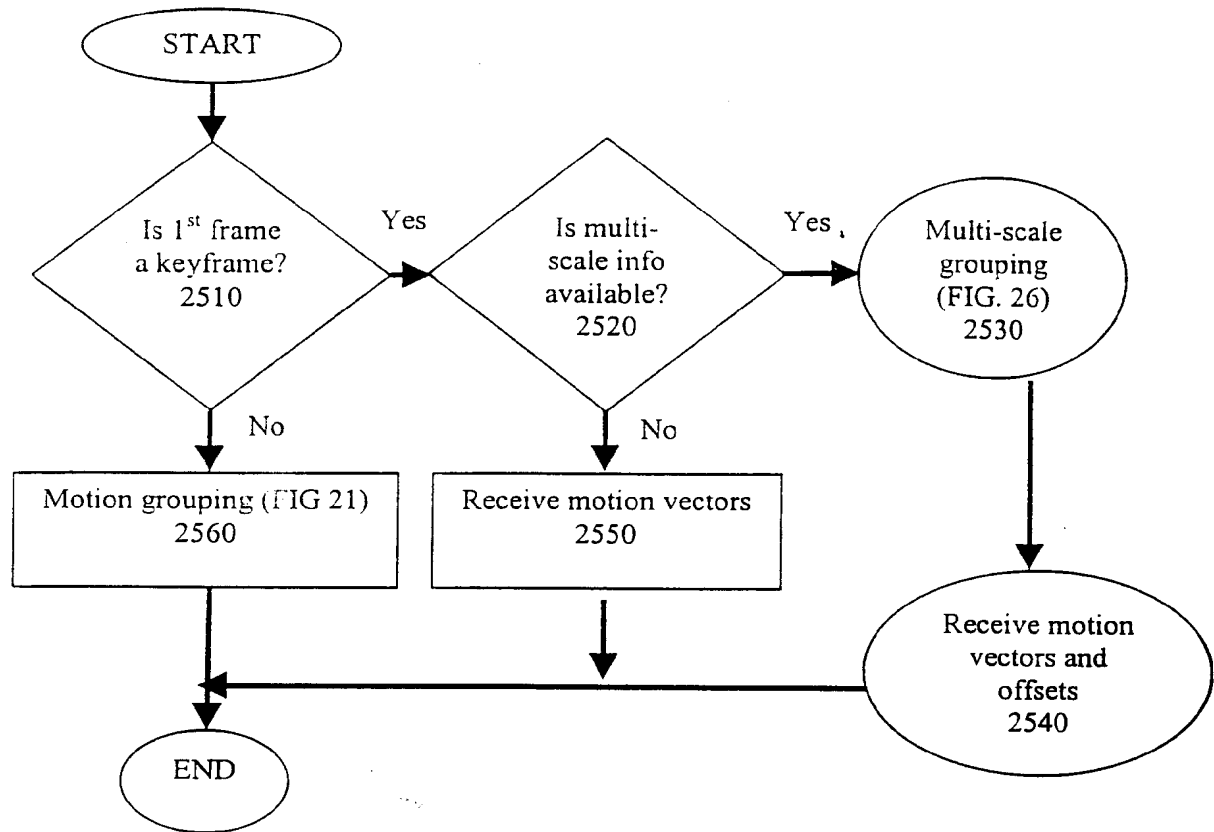 START
Is 1st frame
a keyframe?
2510
Yes
Is multi-
scale info
available?
2520
Yes
Multi-scale
grouping
(FIG. 26)
2530
No
No
Motion grouping (FIG 21)
2560
Receive motion vectors
2550
Receive motion
vectors and
offsets
2540
END